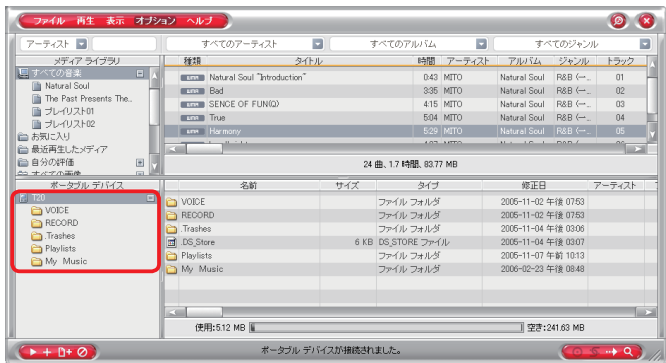 ファイル 再生 表示 オプション ヘルプ
アーティスト すべてのアーティスト すべてのアルバム すべてのジャンル
メディア ライブラリ
すべての音楽
Natural Soul
The Past Presents The...
プレイリスト01
プレイリスト02
お気に入り
最近再生したメディア
自分の評価
種類 タイトル 時間 アーティスト アルバム ジャンル トラック
Natural Soul "Introduction" 0:43 MITO Natural Soul R&B (一... 01
Bad 3:35 MITO Natural Soul R&B (一... 02
SENCE OF FUN(Q) 4:15 MITO Natural Soul R&B (一... 03
True 5:04 MITO Natural Soul R&B (一... 04
Harmony 5:29 MITO Natural Soul R&B (一... 05
24 曲、1.7 時間、83.77 MB
ポータブル デバイス
T20
VOICE
RECORD
.Trashes
Playlists
My Music
名前 サイズ タイプ 修正日 アーティスト
VOICE ファイル フォルダ 2005-11-02 午後 07:53
RECORD ファイル フォルダ 2005-11-02 午後 07:53
.Trashes ファイル フォルダ 2005-11-04 午後 03:06
.DS_Store 6 KB DS_STORE ファイル 2005-11-04 午後 03:07
Playlists ファイル フォルダ 2005-11-07 午前 10:13
My Music ファイル フォルダ 2006-02-23 午後 08:48
使用:5.12 MB 空き:241.63 MB
ポータブル デバイスが接続されました。